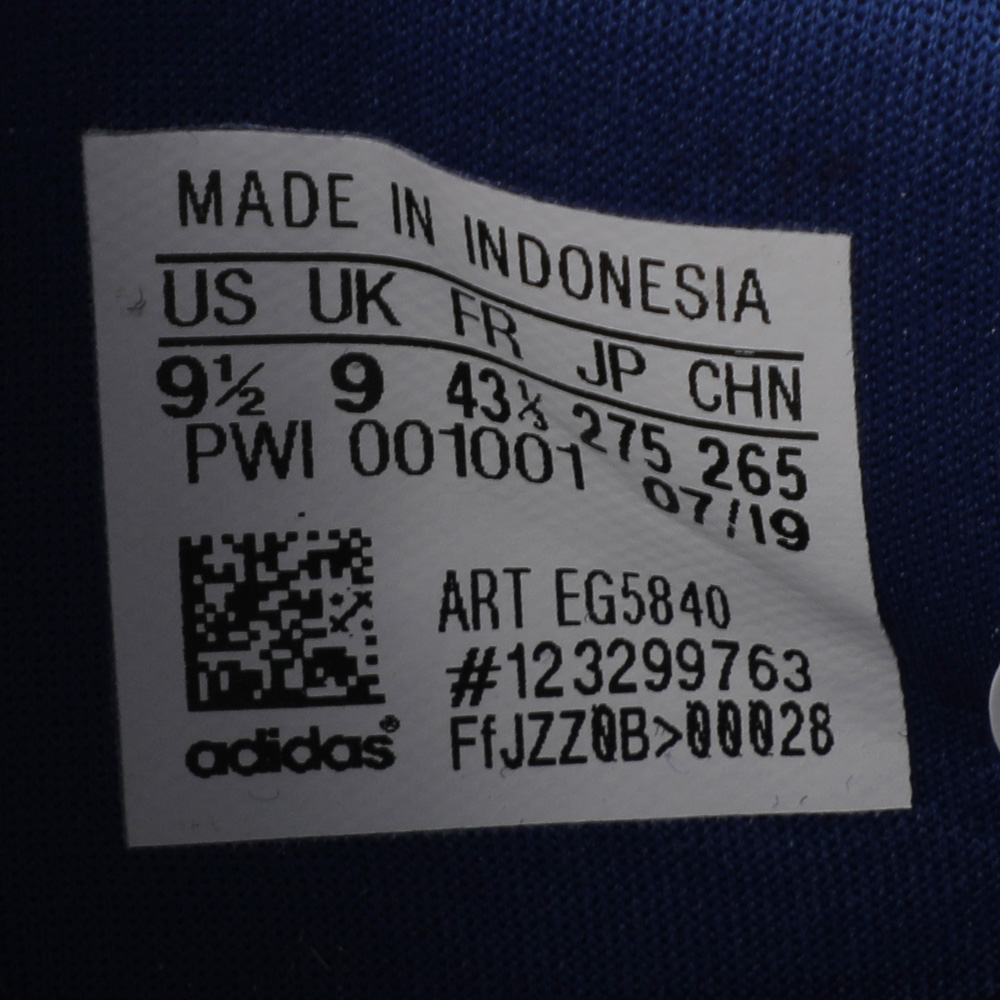 MADE IN INDONESIA
US UK FR JP CHN
9½ 9 43⅓ 275 265
PWI 001001 07/19
ART EG5840
#123299763
FfJZZ0B>00028
adidas®